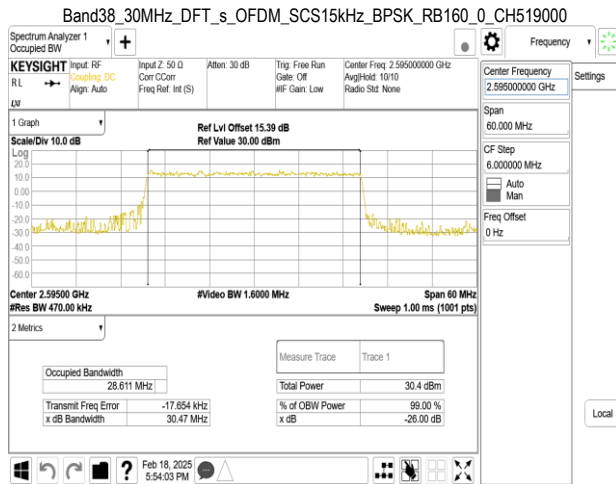 Band38_30MHz_DFT_s_OFDM_SCS15kHz_BPSK_RB160_0_CH519000
Spectrum Analyzer 1
Occupied BW
+
Frequency
Settings
KEYSIGHT
RL
LXI
Input: RF
Coupling: DC
Align: Auto
Input Z: 50 Ω
Corr CCorr
Freq Ref: Int (S)
Atten: 30 dB
Trig: Free Run
Gate: Off
#IF Gain: Low
Center Freq: 2.595000000 GHz
Avg|Hold: 10/10
Radio Std: None
Center Frequency
2.595000000 GHz
Span
60.000 MHz
CF Step
6.000000 MHz
Auto
Man
Freq Offset
0 Hz
Local
1 Graph
Scale/Div 10.0 dB
Ref Lvl Offset 15.39 dB
Ref Value 30.00 dBm
Log
20.0
10.0
0.00
-10.0
-20.0
-30.0
-40.0
-50.0
-60.0
Center 2.59500 GHz
#Res BW 470.00 kHz
#Video BW 1.6000 MHz
Span 60 MHz
Sweep 1.00 ms (1001 pts)
2 Metrics
Measure Trace Trace 1
Occupied Bandwidth
28.611 MHz
Total Power 30.4 dBm
Transmit Freq Error -17.654 kHz
% of OBW Power 99.00 %
x dB Bandwidth 30.47 MHz
x dB -26.00 dB
?
Feb 18, 2025
5:54:03 PM